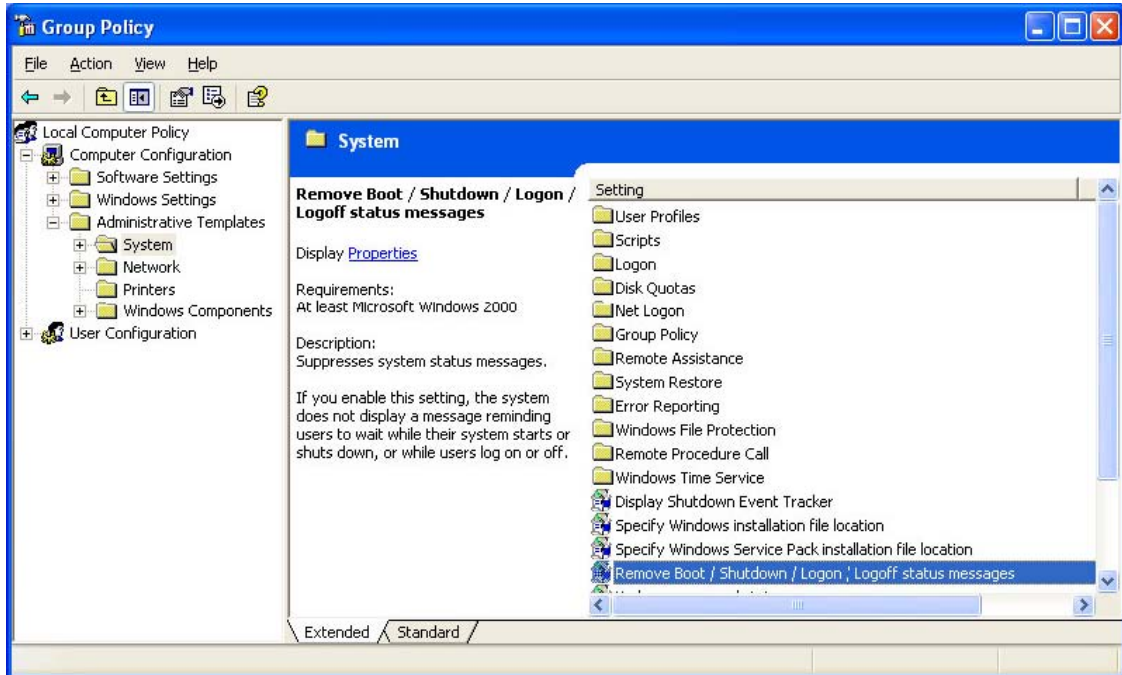 Group Policy
File Action View Help
Local Computer Policy
Computer Configuration
Software Settings
Windows Settings
Administrative Templates
System
Network
Printers
Windows Components
User Configuration
System
Remove Boot / Shutdown / Logon /
Logoff status messages
Display Properties
Requirements:
At least Microsoft Windows 2000
Description:
Suppresses system status messages.
If you enable this setting, the system
does not display a message reminding
users to wait while their system starts or
shuts down, or while users log on or off.
Setting
User Profiles
Scripts
Logon
Disk Quotas
Net Logon
Group Policy
Remote Assistance
System Restore
Error Reporting
Windows File Protection
Remote Procedure Call
Windows Time Service
Display Shutdown Event Tracker
Specify Windows installation file location
Specify Windows Service Pack installation file location
Remove Boot / Shutdown / Logon / Logoff status messages
Extended Standard